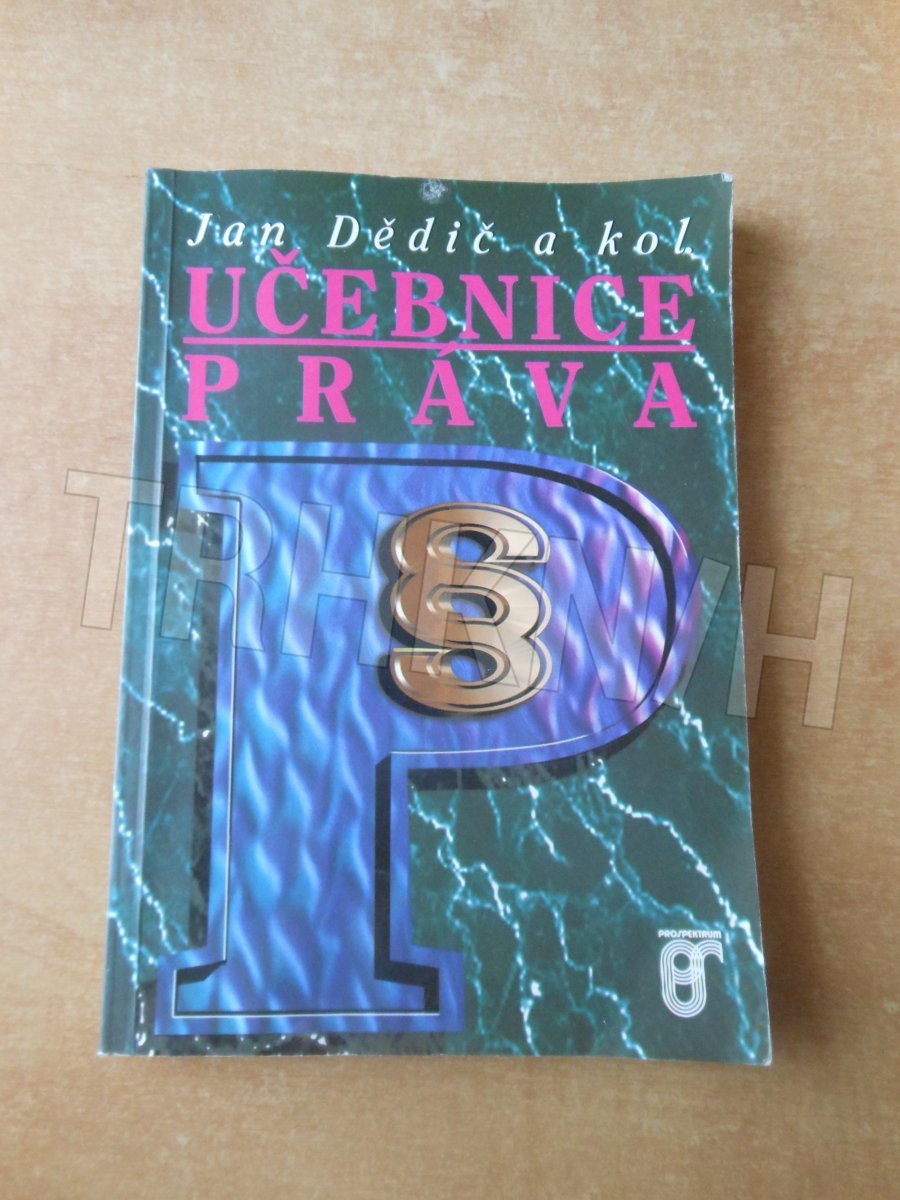 Jan Dědič a kol.
UČEBNICE
PRÁVA
P
§
TRHKNIH
PROSPEKTRUM